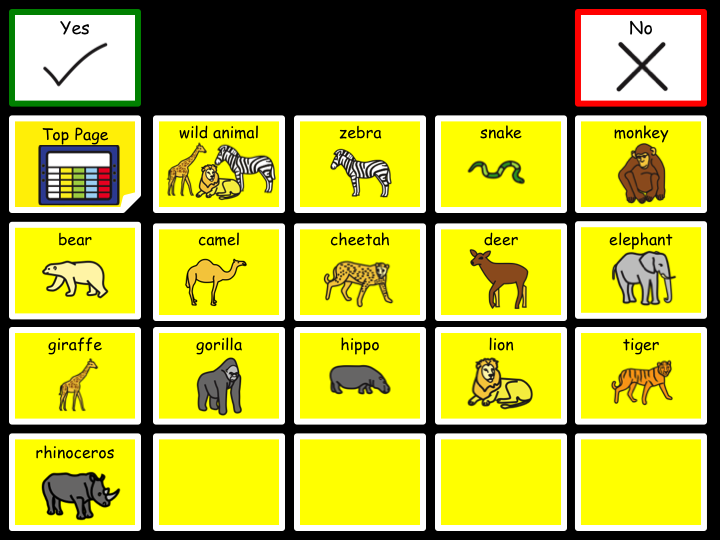 Yes
No
Top Page
wild animal
zebra
snake
monkey
bear
camel
cheetah
deer
elephant
giraffe
gorilla
hippo
lion
tiger
rhinoceros